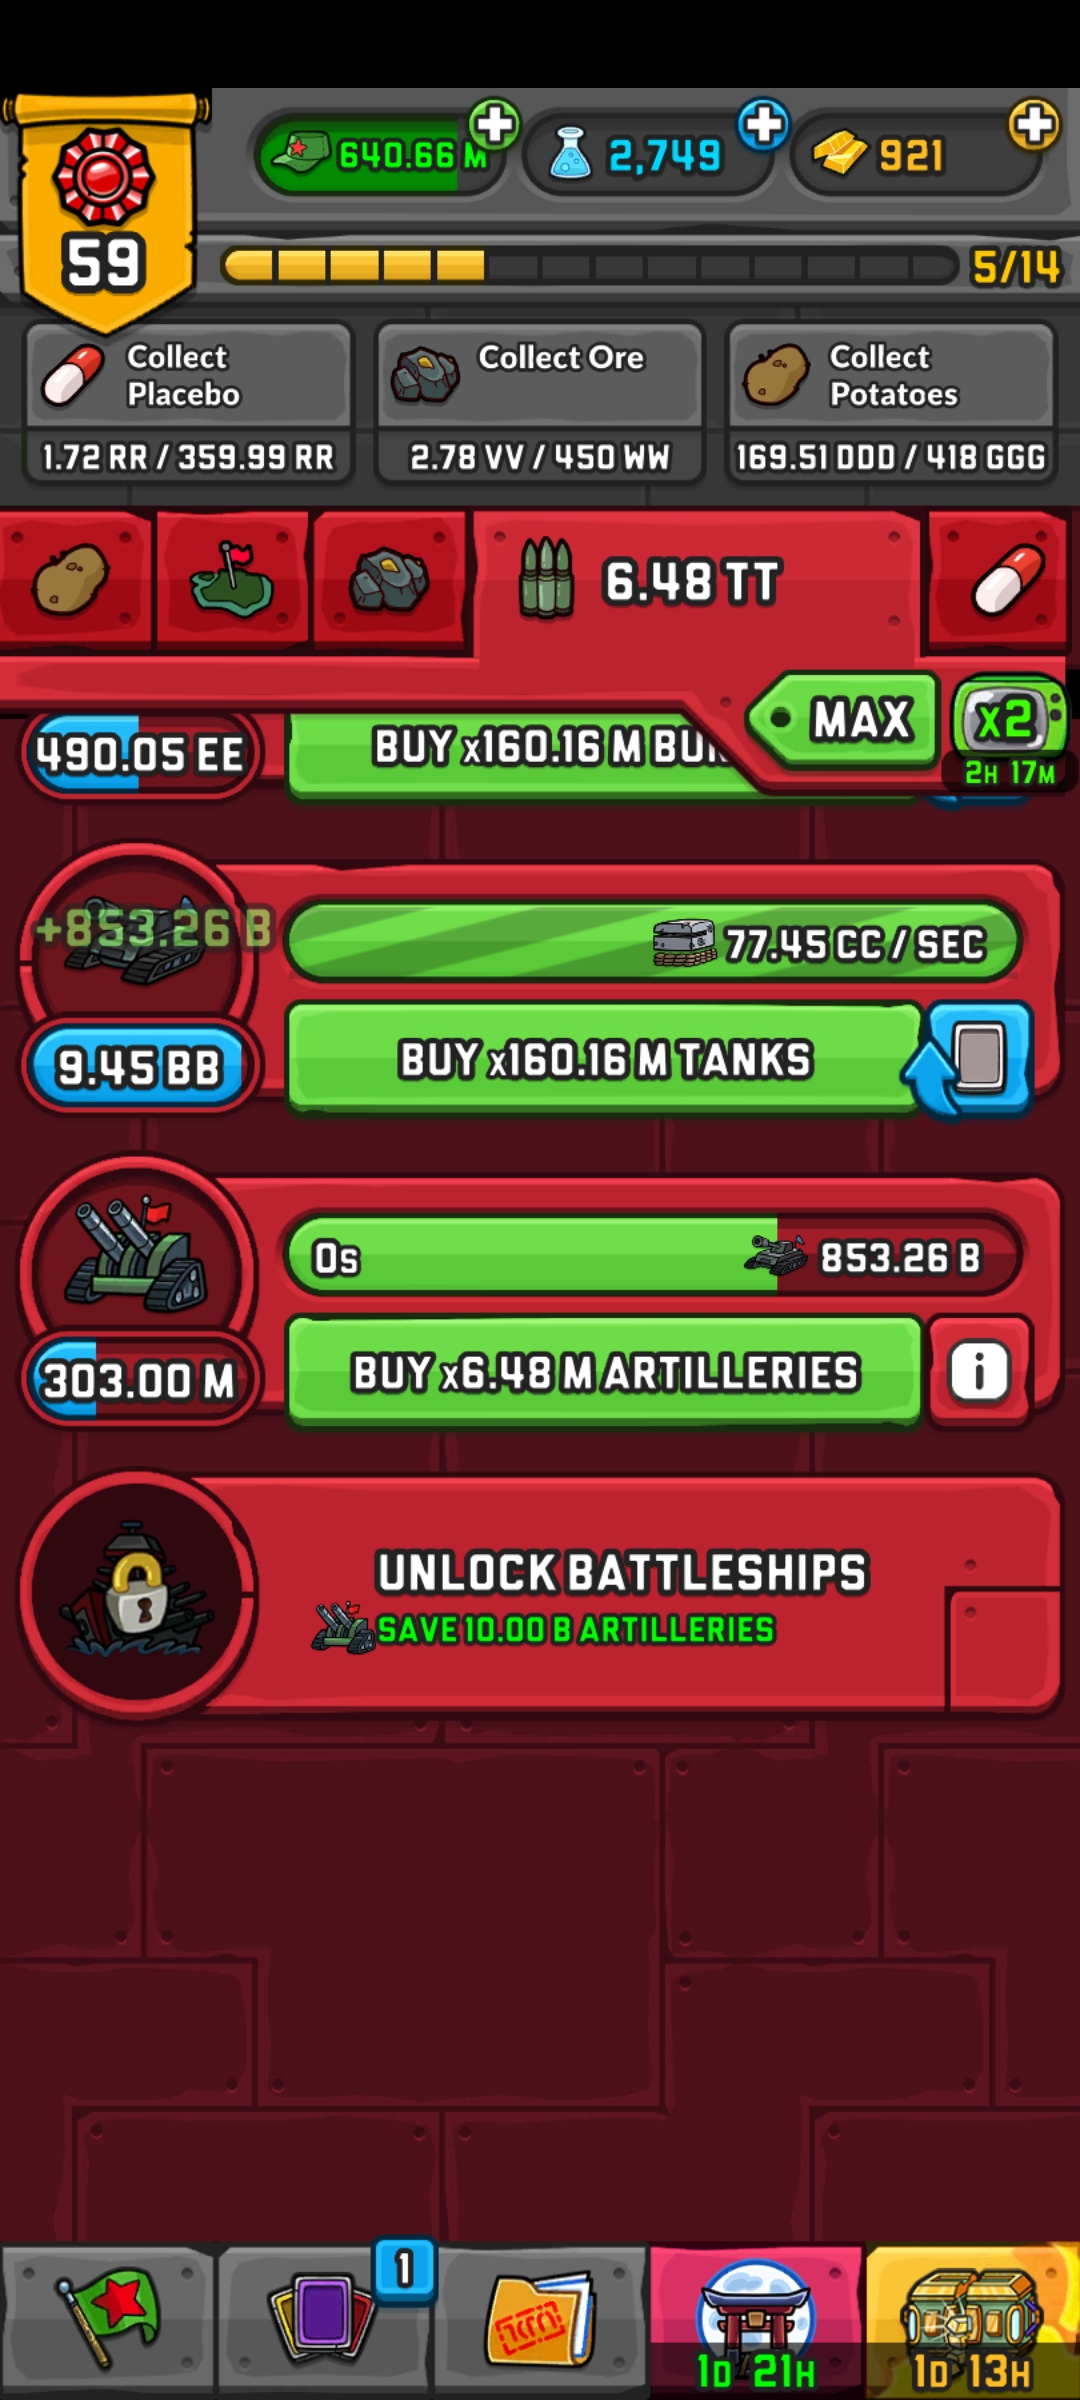 640.66 M
2,749
921
59
5/14
Collect Placebo
1.72 RR / 359.99 RR
Collect Ore
2.78 VV / 450 WW
Collect Potatoes
169.51 DDD / 418 GGG
6.48 TT
MAX
x2
2H 17M
490.05 EE
BUY x160.16 M
+853.26 B
77.45 CC / SEC
9.45 BB
BUY x160.16 M TANKS
0s
853.26 B
303.00 M
BUY x6.48 M ARTILLERIES
i
UNLOCK BATTLESHIPS
SAVE 10.00 B ARTILLERIES
1
1D 21H
1D 13H